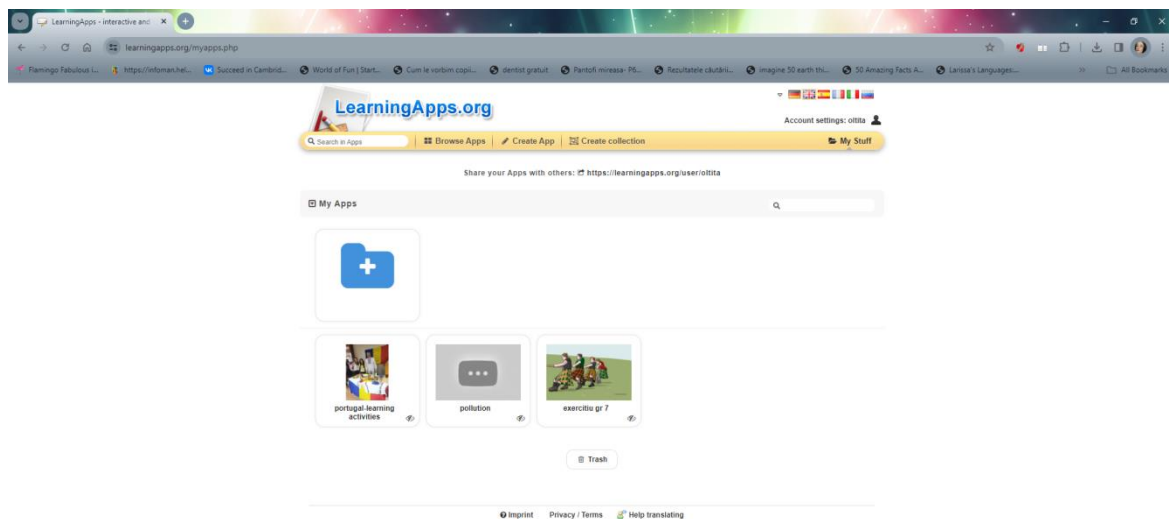 LearningApps - interactive and
learningapps.org/myapps.php
Flamingo Fabulous I...
https://infoman.hel...
Succeed in Cambrid...
World of Fun | Start...
Cum le vorbim copii...
dentist gratuit
Pantofi mireasa- P6...
Rezultatele căutării...
imagine 50 earth thi...
50 Amazing Facts A...
Larissa's Languages:...
All Bookmarks
LearningApps.org
Account settings: oltita
Search in Apps
Browse Apps
Create App
Create collection
My Stuff
Share your Apps with others: https://learningapps.org/user/oltita
My Apps
portugal-learning
activities
pollution
exercitiu gr 7
Trash
Imprint
Privacy / Terms
Help translating